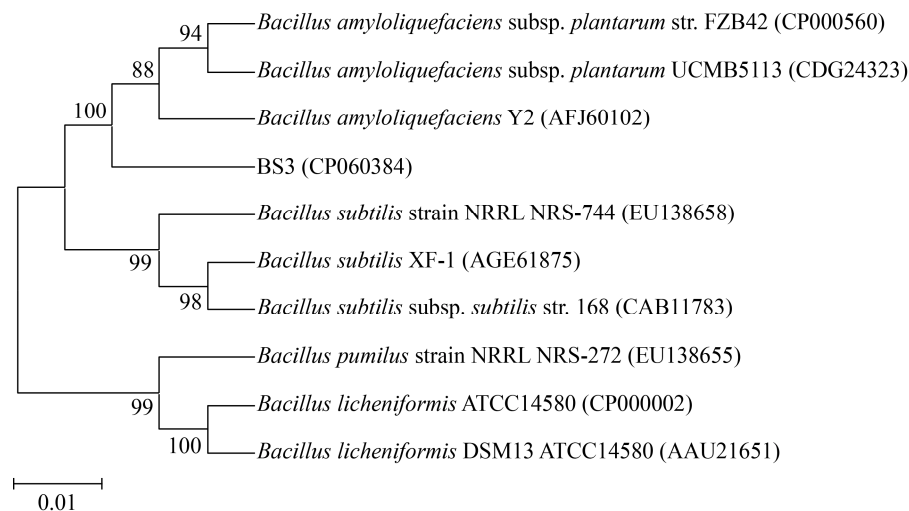 Bacillus amyloliquefaciens subsp. plantarum str. FZB42 (CP000560)
94
Bacillus amyloliquefaciens subsp. plantarum UCMB5113 (CDG24323)
88
Bacillus amyloliquefaciens Y2 (AFJ60102)
100
BS3 (CP060384)
Bacillus subtilis strain NRRL NRS-744 (EU138658)
99
Bacillus subtilis XF-1 (AGE61875)
98
Bacillus subtilis subsp. subtilis str. 168 (CAB11783)
Bacillus pumilus strain NRRL NRS-272 (EU138655)
99
Bacillus licheniformis ATCC14580 (CP000002)
100
Bacillus licheniformis DSM13 ATCC14580 (AAU21651)
0.01